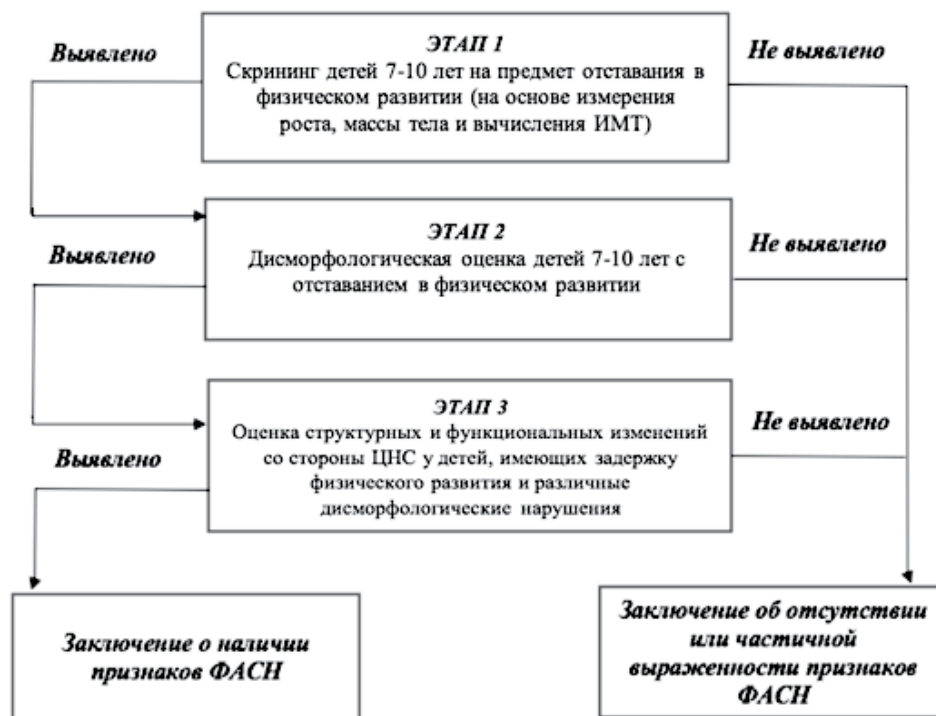 Выявлено
ЭТАП 1
Скрининг детей 7-10 лет на предмет отставания в
физическом развитии (на основе измерения
роста, массы тела и вычисления ИМТ)
Не выявлено
Выявлено
ЭТАП 2
Дисморфологическая оценка детей 7-10 лет с
отставанием в физическом развитии
Не выявлено
Выявлено
ЭТАП 3
Оценка структурных и функциональных изменений
со стороны ЦНС у детей, имеющих задержку
физического развития и различные
дисморфологические нарушения
Не выявлено
Заключение о наличии
признаков ФАСН
Заключение об отсутствии
или частичной
выраженности признаков
ФАСН